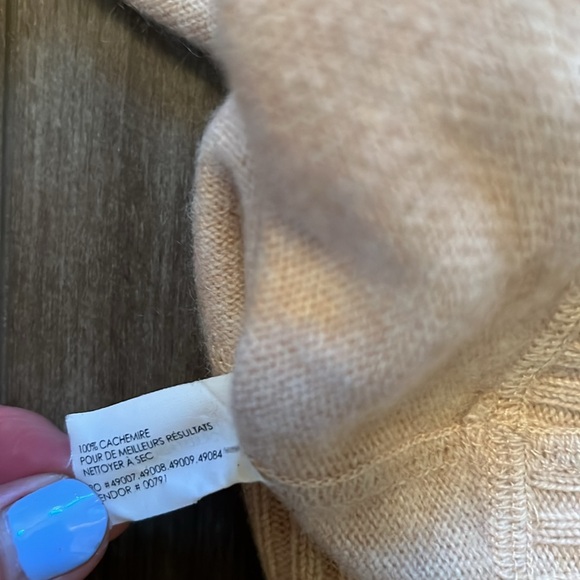 100% CACHEMIRE
POUR DE MEILLEURS RÉSULTATS
NETTOYER À SEC
#49007,49008,49009,49084
# 00791